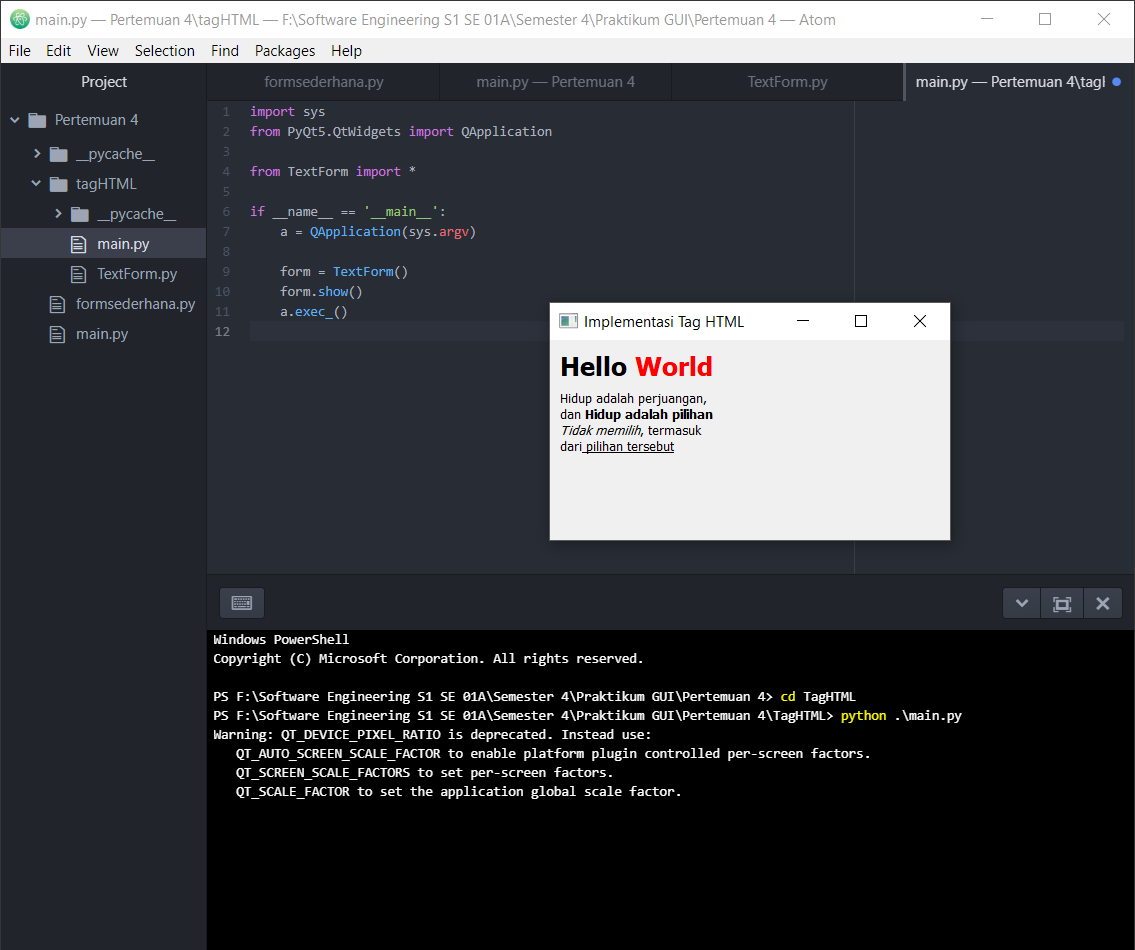 main.py — Pertemuan 4\tagHTML — F:\Software Engineering S1 SE 01A\Semester 4\Praktikum GUI\Pertemuan 4 — Atom
File Edit View Selection Find Packages Help
Project
Pertemuan 4
__pycache__
tagHTML
__pycache__
main.py
TextForm.py
formsederhana.py
main.py
formsederhana.py main.py — Pertemuan 4 TextForm.py main.py — Pertemuan 4\tagH
1 import sys
2 from PyQt5.QtWidgets import QApplication
3
4 from TextForm import *
5
6 if __name__ == '__main__':
7 a = QApplication(sys.argv)
8
9 form = TextForm()
10 form.show()
11 a.exec_()
12
Implementasi Tag HTML
Hello World
Hidup adalah perjuangan,
dan Hidup adalah pilihan
Tidak memilih, termasuk
dari pilihan tersebut
Windows PowerShell
Copyright (C) Microsoft Corporation. All rights reserved.
PS F:\Software Engineering S1 SE 01A\Semester 4\Praktikum GUI\Pertemuan 4> cd TagHTML
PS F:\Software Engineering S1 SE 01A\Semester 4\Praktikum GUI\Pertemuan 4\TagHTML> python .\main.py
Warning: QT_DEVICE_PIXEL_RATIO is deprecated. Instead use:
QT_AUTO_SCREEN_SCALE_FACTOR to enable platform plugin controlled per-screen factors.
QT_SCREEN_SCALE_FACTORS to set per-screen factors.
QT_SCALE_FACTOR to set the application global scale factor.